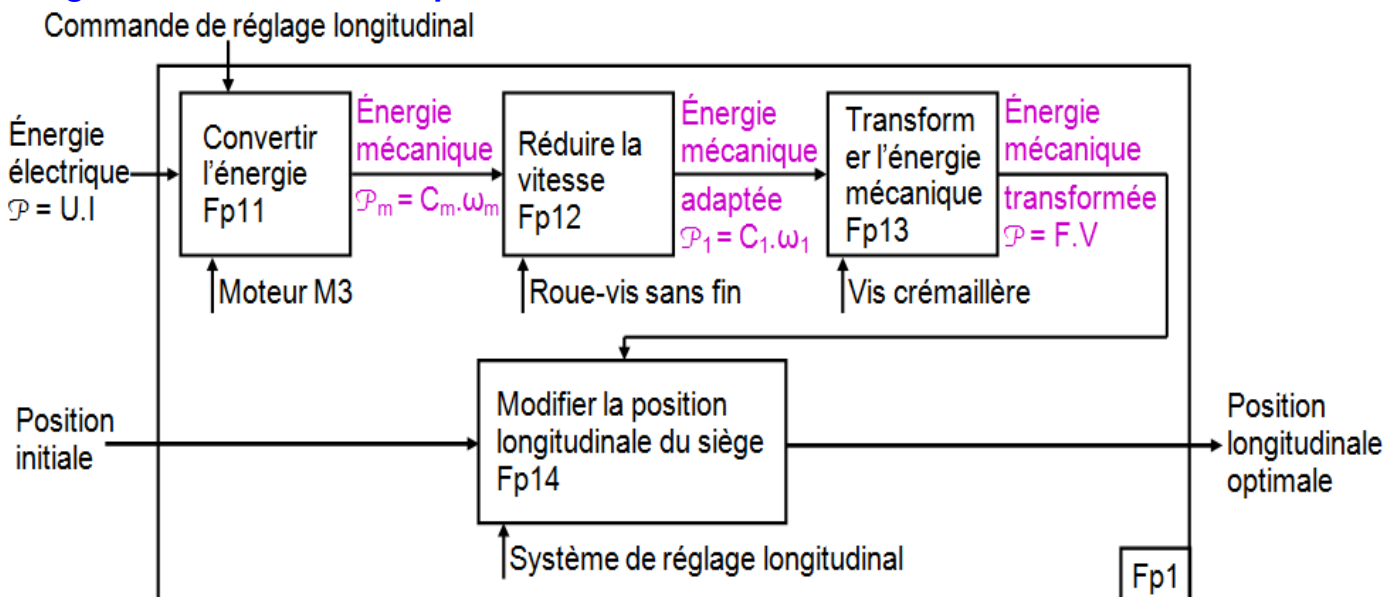 Commande de réglage longitudinal
Énergie
électrique
𝒫 = U.I
Convertir
l'énergie
Fp11
Énergie
mécanique
𝒫m = Cm.ωm
Réduire la
vitesse
Fp12
Énergie
mécanique
adaptée
𝒫1 = C1.ω1
Transform
er l'énergie
mécanique
Fp13
Énergie
mécanique
transformée
𝒫 = F.V
Moteur M3
Roue-vis sans fin
Vis crémaillère
Position
initiale
Modifier la position
longitudinale du siège
Fp14
Position
longitudinale
optimale
Système de réglage longitudinal
Fp1